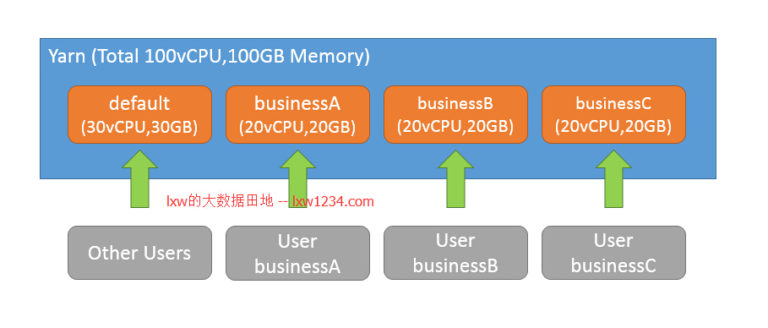 Yarn (Total 100vCPU,100GB Memory)
default
(30vCPU,30GB)
businessA
(20vCPU,20GB)
businessB
(20vCPU,20GB)
businessC
(20vCPU,20GB)
lxw的大数据田地 -- lxw1234.com
Other Users
User
businessA
User
businessB
User
businessC